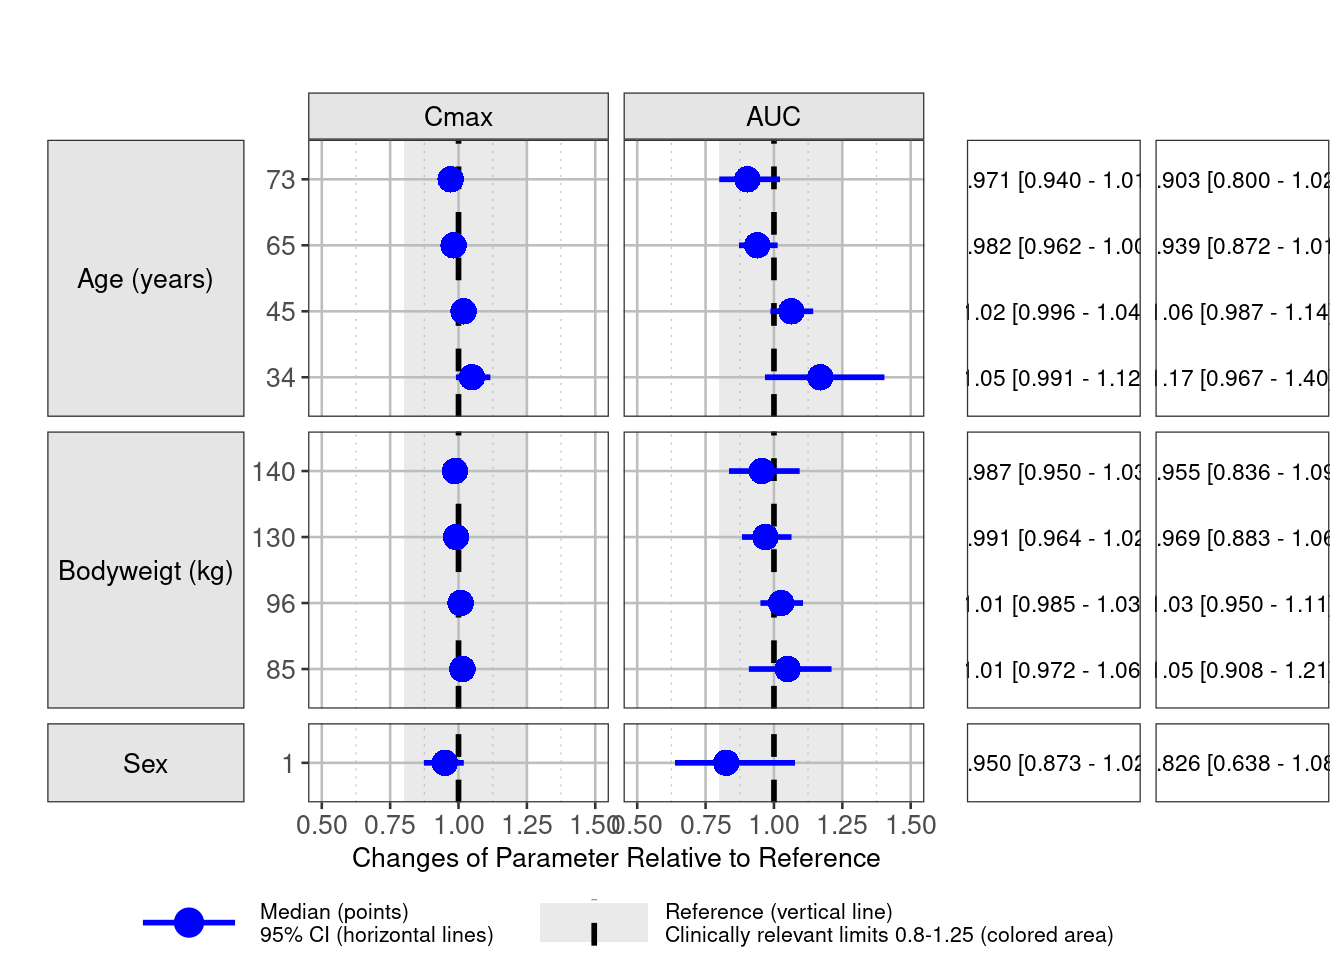 Cmax AUC
73 .971 [0.940 - 1.01 .903 [0.800 - 1.02
65 .982 [0.962 - 1.00 .939 [0.872 - 1.01
Age (years)
45 1.02 [0.996 - 1.04 1.06 [0.987 - 1.14
34 1.05 [0.991 - 1.12 1.17 [0.967 - 1.40
140 .987 [0.950 - 1.03 .955 [0.836 - 1.09
130 .991 [0.964 - 1.02 .969 [0.883 - 1.06
Bodyweigt (kg)
96 1.01 [0.985 - 1.03 1.03 [0.950 - 1.11
85 1.01 [0.972 - 1.06 1.05 [0.908 - 1.21
Sex 1 .950 [0.873 - 1.02 .826 [0.638 - 1.08
0.50 0.75 1.00 1.25 1.50 0.50 0.75 1.00 1.25 1.50
Changes of Parameter Relative to Reference
Median (points)
95% CI (horizontal lines)
Reference (vertical line)
Clinically relevant limits 0.8-1.25 (colored area)